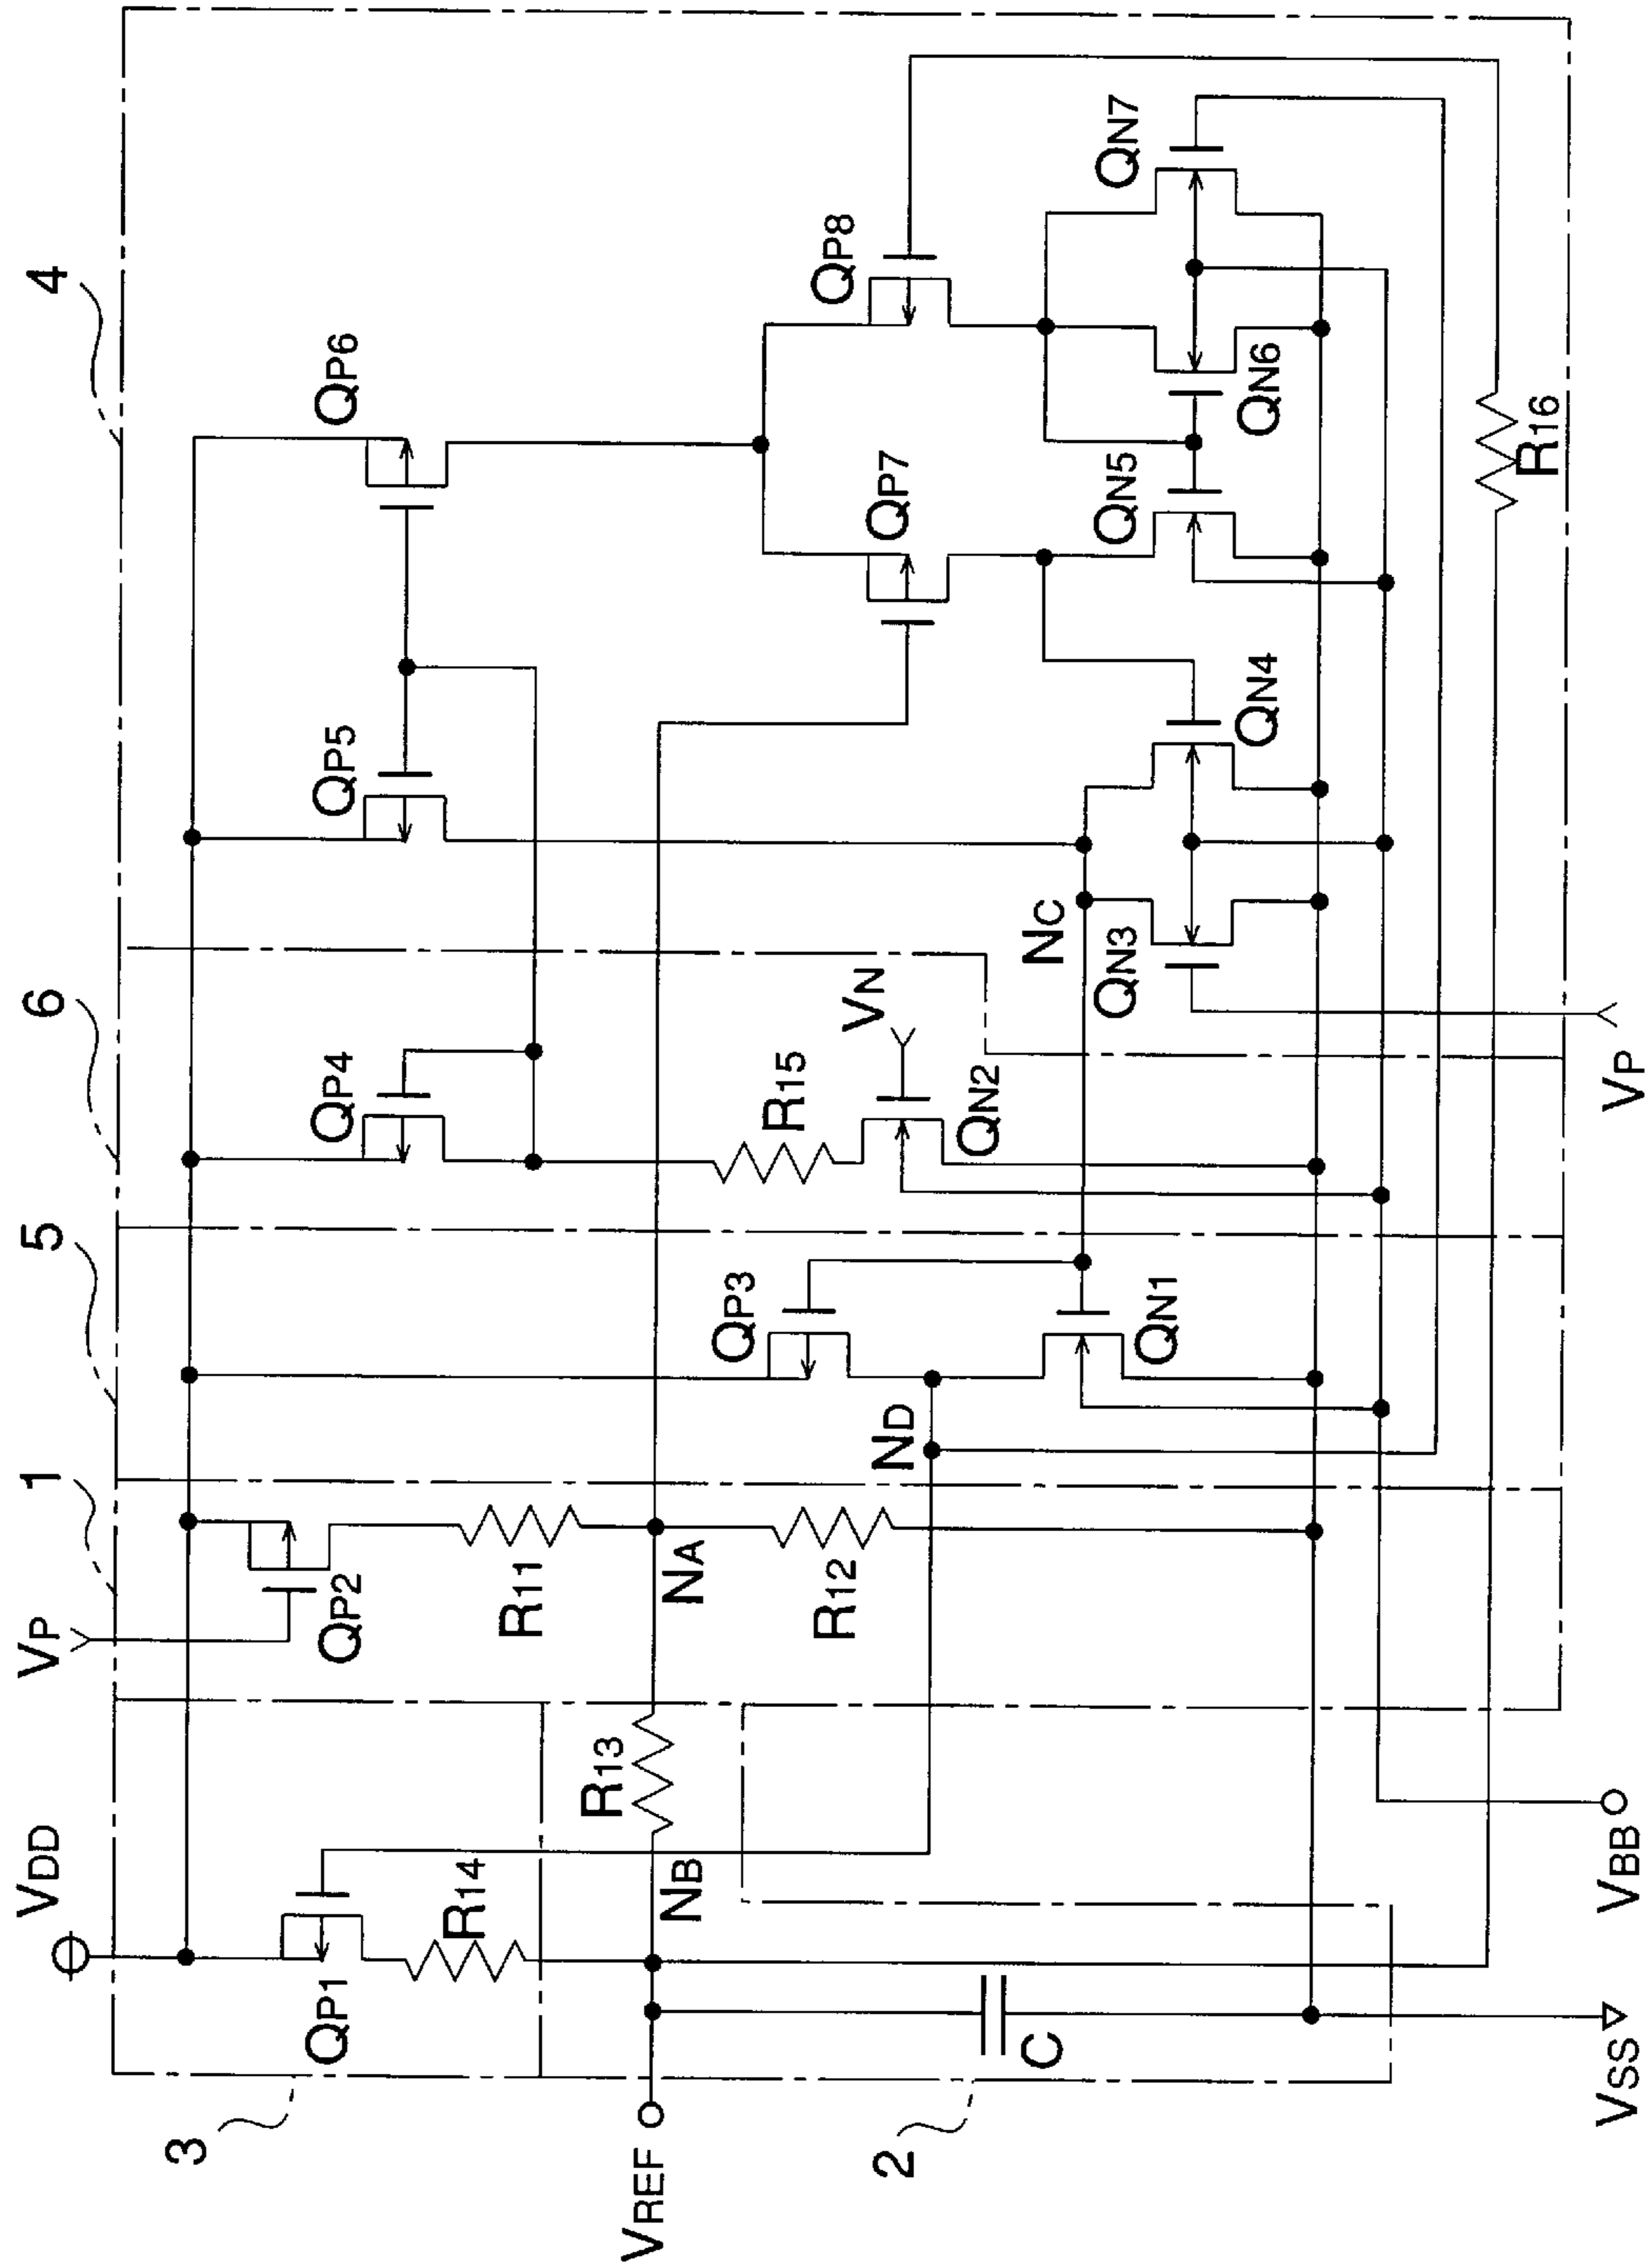 4
6
5
1
3
2
VDD
VP
QP1
R14
QP2
R11
NA
R12
R13
NB
VREF
C
VSS
VBB
QP3
ND
QN1
QP4
R15
VN
QN2
QP5
NC
QN3
QN4
VP
QP6
QP7
QP8
QN5
QN6
QN7
R16